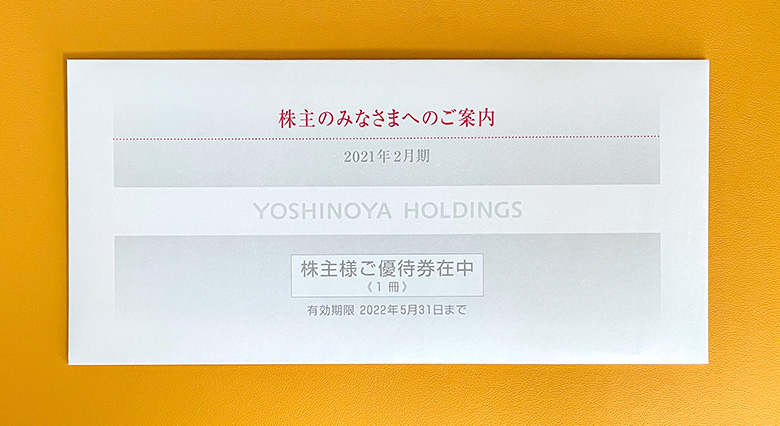 株主のみなさまへのご案内
2021年2月期
YOSHINOYA HOLDINGS
株主様ご優待券在中
《1冊》
有効期限 2022年5月31日まで